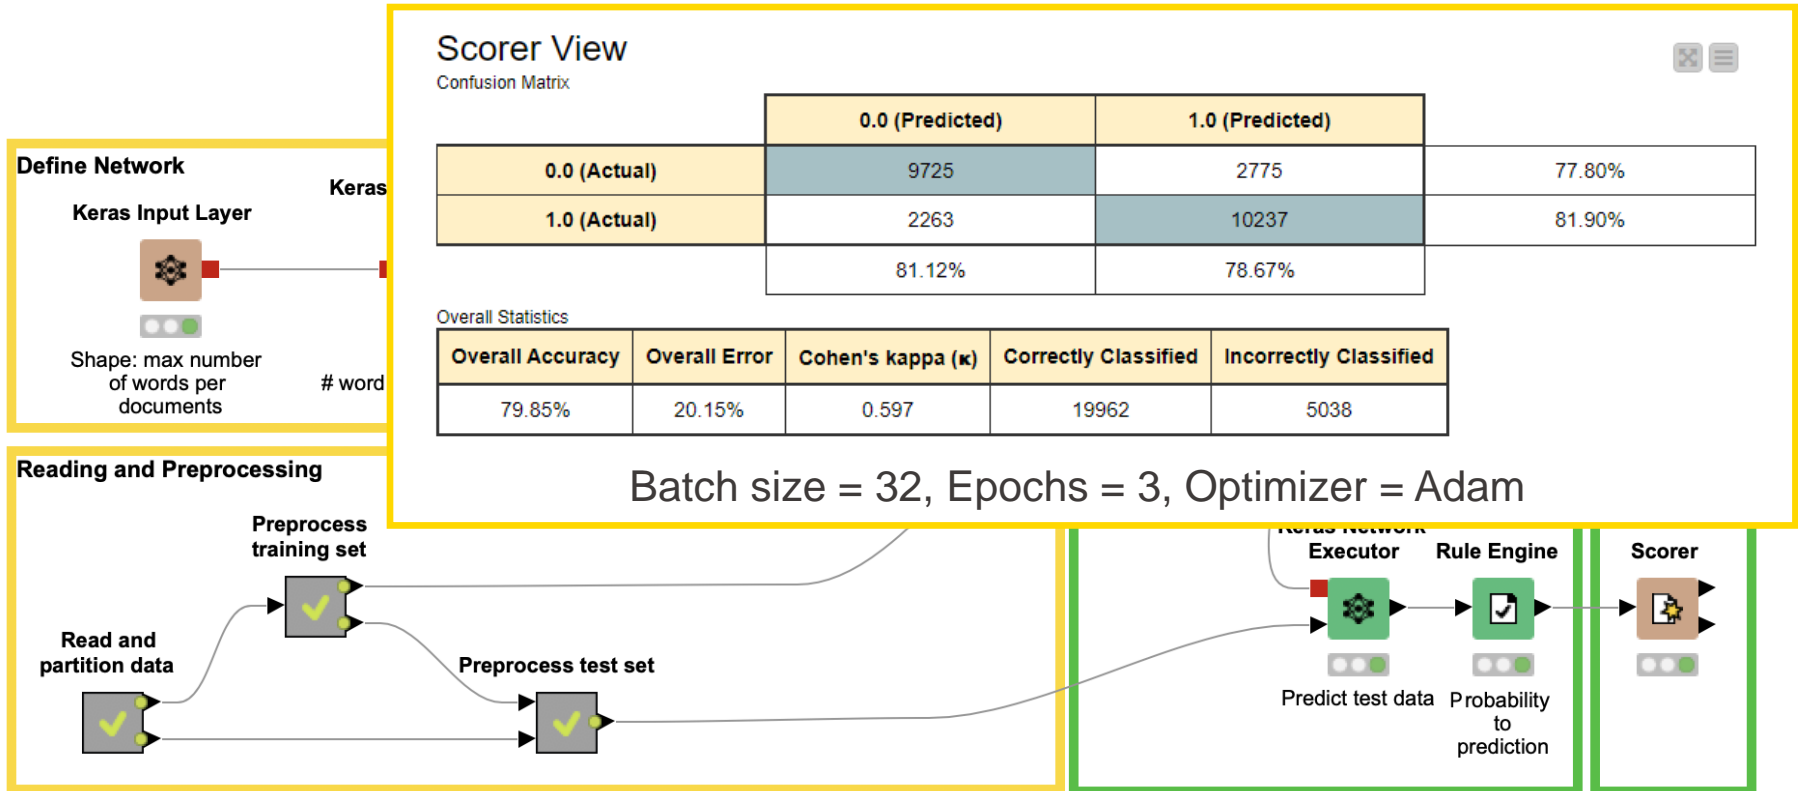 Scorer View
Confusion Matrix
0.0 (Predicted) 1.0 (Predicted)
0.0 (Actual) 9725 2775 77.80%
1.0 (Actual) 2263 10237 81.90%
81.12% 78.67%
Overall Statistics
Overall Accuracy Overall Error Cohen's kappa (κ) Correctly Classified Incorrectly Classified
79.85% 20.15% 0.597 19962 5038
Batch size = 32, Epochs = 3, Optimizer = Adam
Define Network
Keras
Keras Input Layer
Shape: max number
of words per
documents
# word
Reading and Preprocessing
Preprocess
training set
Read and
partition data
Preprocess test set
Keras Network
Executor
Predict test data
Rule Engine
Probability
to
prediction
Scorer